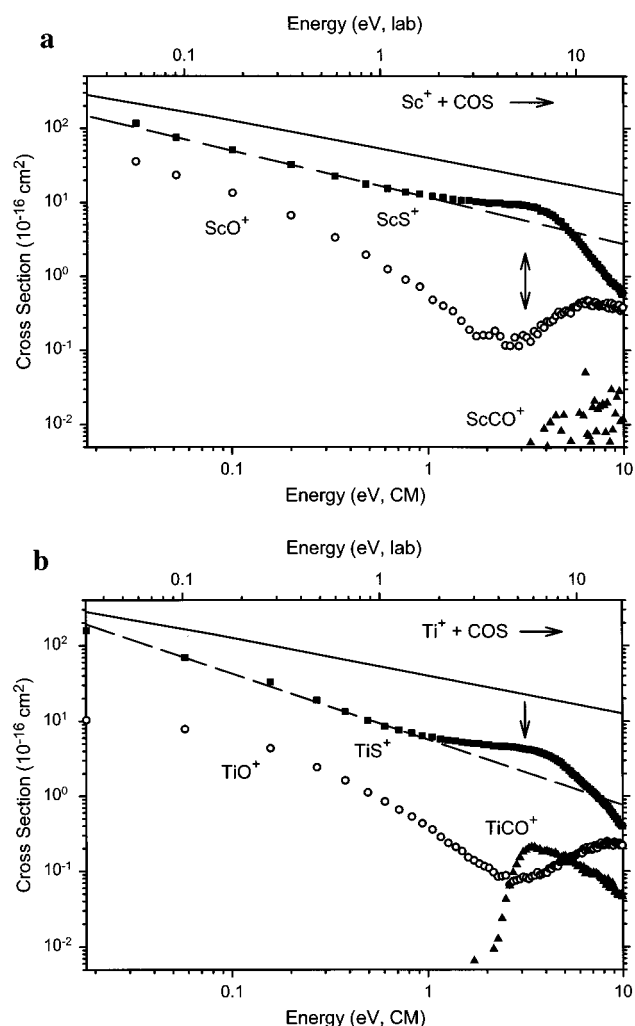 a
Energy (eV, lab)
0.1 1 10
Sc⁺ + COS
10²
10¹
10⁰
10⁻¹
10⁻²
Cross Section (10⁻¹⁶ cm²)
ScS⁺
ScO⁺
ScCO⁺
0.1 1 10
Energy (eV, CM)
b
Energy (eV, lab)
0.1 1 10
Ti⁺ + COS
10²
10¹
10⁰
10⁻¹
10⁻²
Cross Section (10⁻¹⁶ cm²)
TiS⁺
TiO⁺
TiCO⁺
0.1 1 10
Energy (eV, CM)